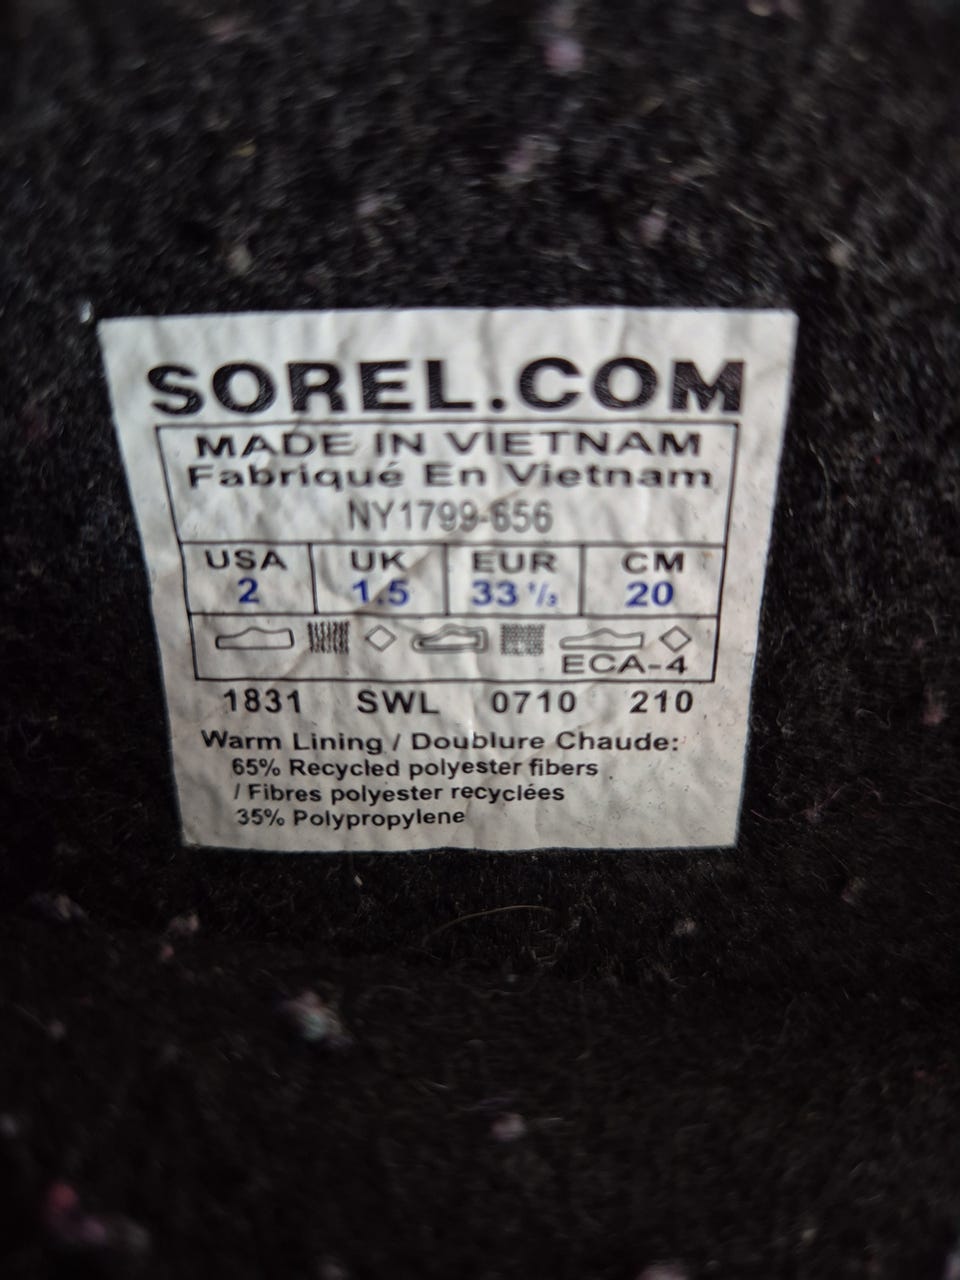 SOREL.COM
MADE IN VIETNAM
Fabriqué En Vietnam
NY1799-656
USA UK EUR CM
2 1.5 33 1/3 20
ECA-4
1831 SWL 0710 210
Warm Lining / Doublure Chaude:
65% Recycled polyester fibers
/ Fibres polyester recyclées
35% Polypropylene